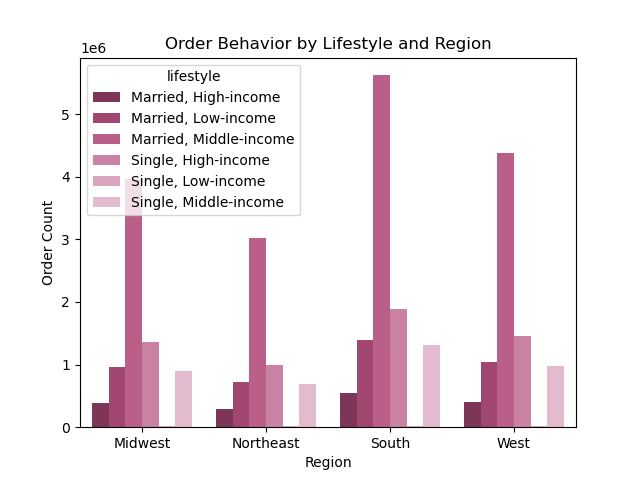 Order Behavior by Lifestyle and Region
1e6
lifestyle
Married, High-income
Married, Low-income
Married, Middle-income
Single, High-income
Single, Low-income
Single, Middle-income
5
4
3
2
1
0
Order Count
Midwest Northeast South West
Region